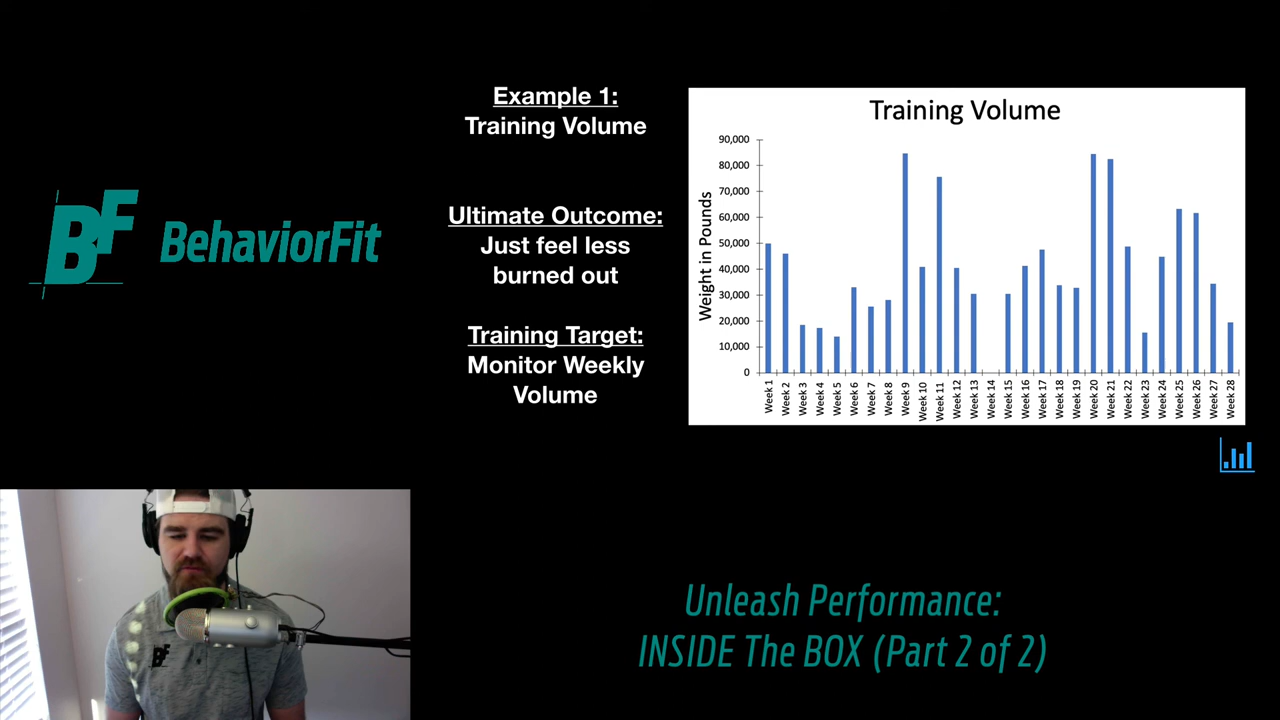 BF BehaviorFit
Example 1:
Training Volume
Ultimate Outcome:
Just feel less
burned out
Training Target:
Monitor Weekly
Volume
Training Volume
Weight in Pounds
90,000
80,000
70,000
60,000
50,000
40,000
30,000
20,000
10,000
0
Week 1
Week 2
Week 3
Week 4
Week 5
Week 6
Week 7
Week 8
Week 9
Week 10
Week 11
Week 12
Week 13
Week 14
Week 15
Week 16
Week 17
Week 18
Week 19
Week 20
Week 21
Week 22
Week 23
Week 24
Week 25
Week 26
Week 27
Week 28
BF
Unleash Performance:
INSIDE The BOX (Part 2 of 2)